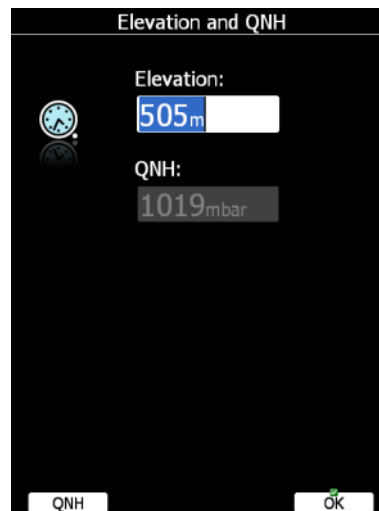 Elevation and QNH
Elevation:
505m
QNH:
1019mbar
QNH OK